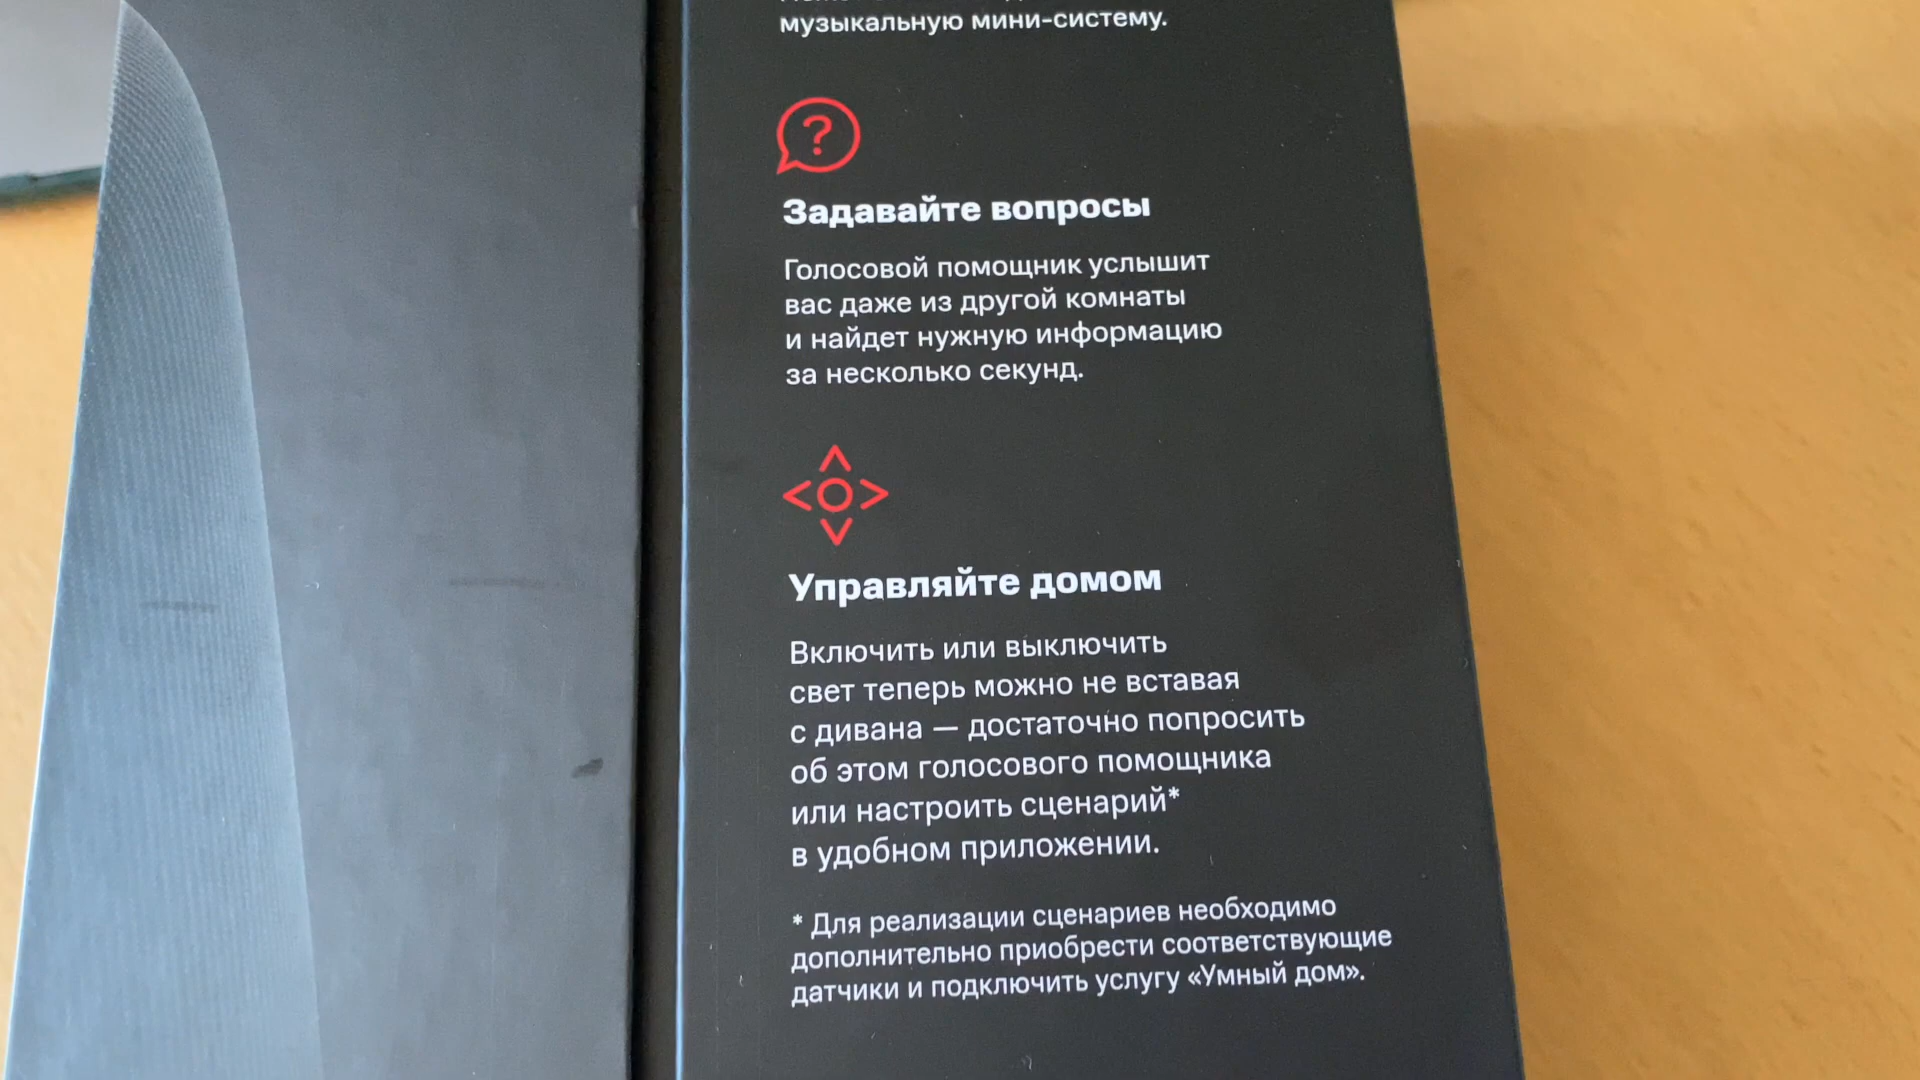 музыкальную мини-систему.
?
Задавайте вопросы
Голосовой помощник услышит
вас даже из другой комнаты
и найдет нужную информацию
за несколько секунд.
Управляйте домом
Включить или выключить
свет теперь можно не вставая
с дивана — достаточно попросить
об этом голосового помощника
или настроить сценарий*
в удобном приложении.
* Для реализации сценариев необходимо
дополнительно приобрести соответствующие
датчики и подключить услугу «Умный дом».